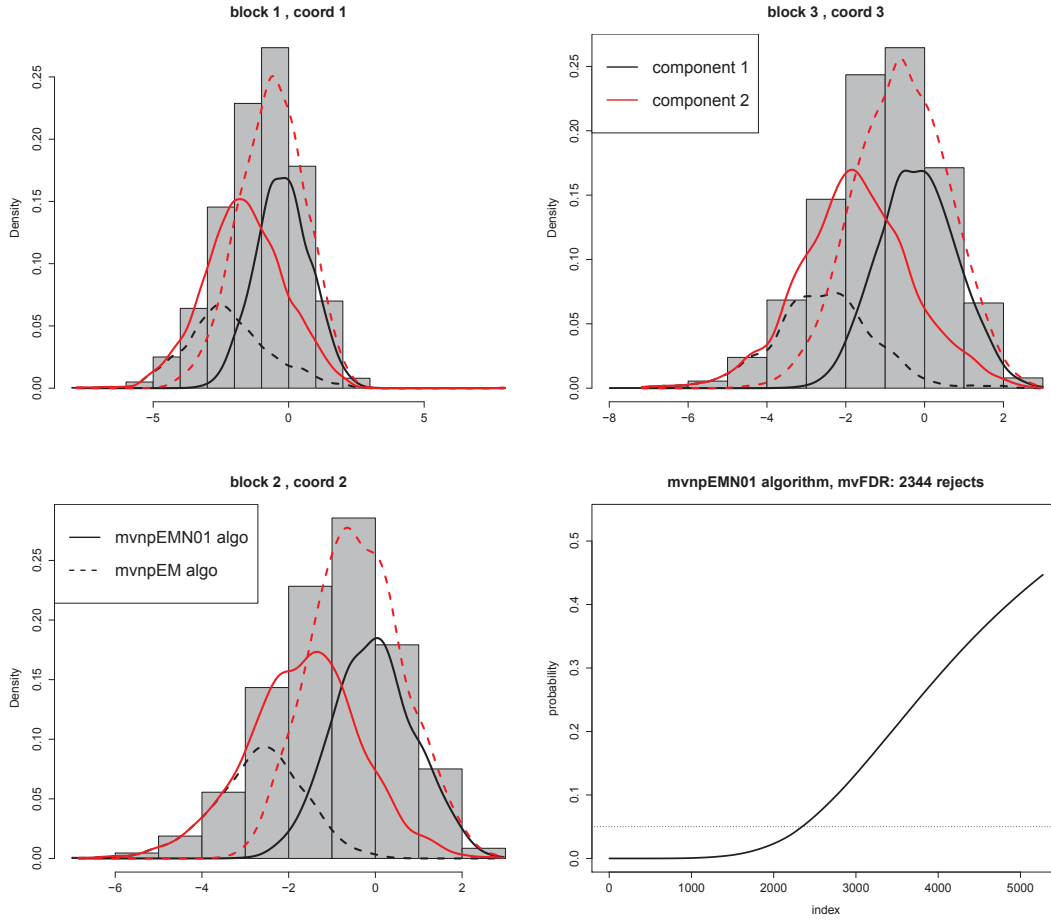 block 1 , coord 1
Density
0.00 0.05 0.10 0.15 0.20 0.25
−5 0 5
block 3 , coord 3
component 1
component 2
Density
0.00 0.05 0.10 0.15 0.20 0.25
−8 −6 −4 −2 0 2
block 2 , coord 2
mvnpEMN01 algo
mvnpEM algo
Density
0.00 0.05 0.10 0.15 0.20 0.25
−6 −4 −2 0 2
mvnpEMN01 algorithm, mvFDR: 2344 rejects
probability
0.0 0.1 0.2 0.3 0.4 0.5
0 1000 2000 3000 4000 5000
index